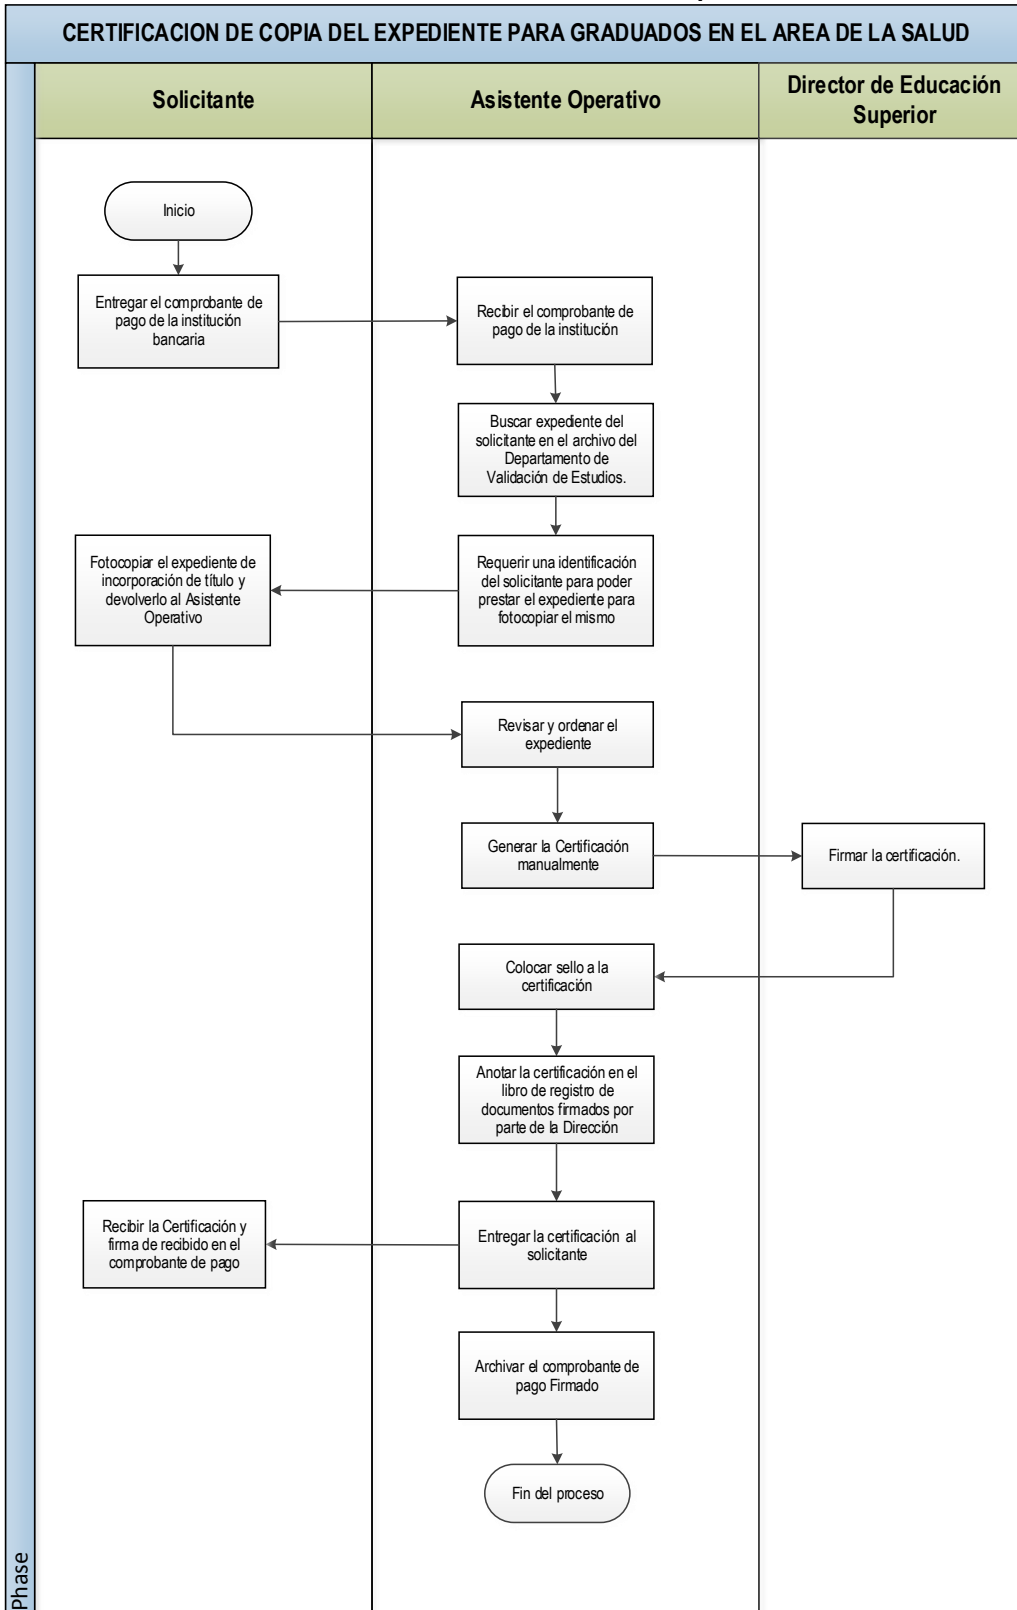 CERTIFICACION DE COPIA DEL EXPEDIENTE PARA GRADUADOS EN EL AREA DE LA SALUD
Solicitante
Asistente Operativo
Director de Educación
Superior
Inicio
Entregar el comprobante de
pago de la institución
bancaria
Recibir el comprobante de
pago de la institución
Buscar expediente del
solicitante en el archivo del
Departamento de
Validación de Estudios.
Requerir una identificación
del solicitante para poder
prestar el expediente para
fotocopiar el mismo
Fotocopiar el expediente de
incorporación de título y
devolverlo al Asistente
Operativo
Revisar y ordenar el
expediente
Generar la Certificación
manualmente
Firmar la certificación.
Colocar sello a la
certificación
Anotar la certificación en el
libro de registro de
documentos firmados por
parte de la Dirección
Entregar la certificación al
solicitante
Recibir la Certificación y
firma de recibido en el
comprobante de pago
Archivar el comprobante de
pago Firmado
Fin del proceso
Phase